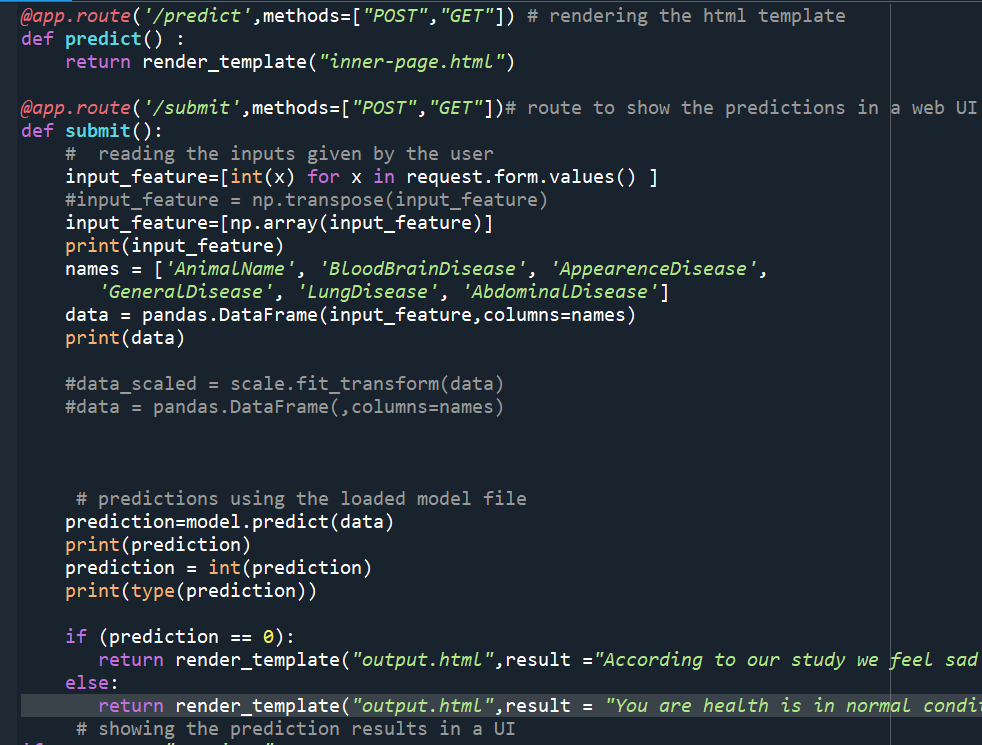 @app.route('/predict',methods=["POST","GET"]) # rendering the html template
def predict() :
    return render_template("inner-page.html")

@app.route('/submit',methods=["POST","GET"])# route to show the predictions in a web UI
def submit():
    #  reading the inputs given by the user
    input_feature=[int(x) for x in request.form.values() ]
    #input_feature = np.transpose(input_feature)
    input_feature=[np.array(input_feature)]
    print(input_feature)
    names = ['AnimalName', 'BloodBrainDisease', 'AppearenceDisease',
       'GeneralDisease', 'LungDisease', 'AbdominalDisease']
    data = pandas.DataFrame(input_feature,columns=names)
    print(data)

    #data_scaled = scale.fit_transform(data)
    #data = pandas.DataFrame(,columns=names)

     # predictions using the loaded model file
    prediction=model.predict(data)
    print(prediction)
    prediction = int(prediction)
    print(type(prediction))

    if (prediction == 0):
       return render_template("output.html",result ="According to our study we feel sad
    else:
       return render_template("output.html",result = "You are health is in normal condi
     # showing the prediction results in a UI